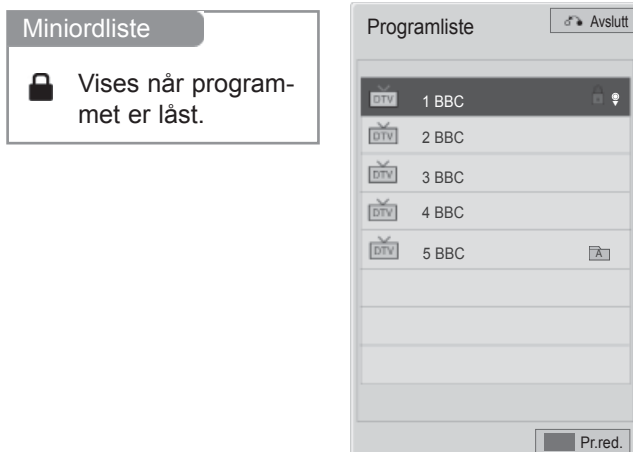 Miniordliste
Vises når program-
met er låst.
Programliste
Avslutt
DTV 1 BBC
DTV 2 BBC
DTV 3 BBC
DTV 4 BBC
DTV 5 BBC A
Pr.red.